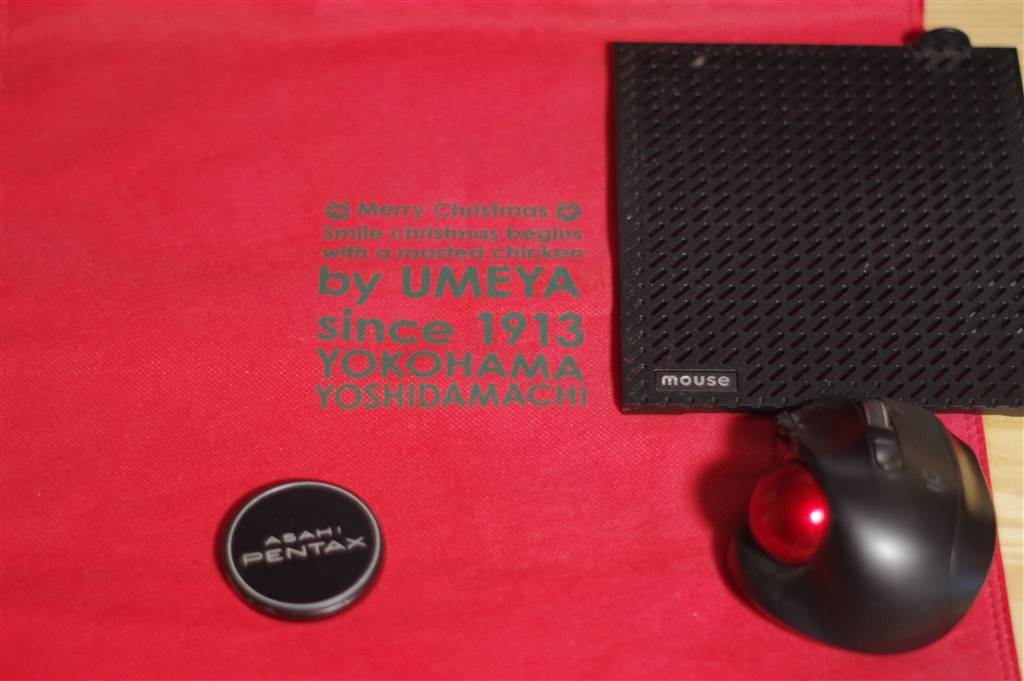 Merry Christmas
Smile christmas begins
with a roasted chicken
by UMEYA
since 1913
YOKOHAMA
YOSHIDAMACHI
mouse
ASAHI
PENTAX